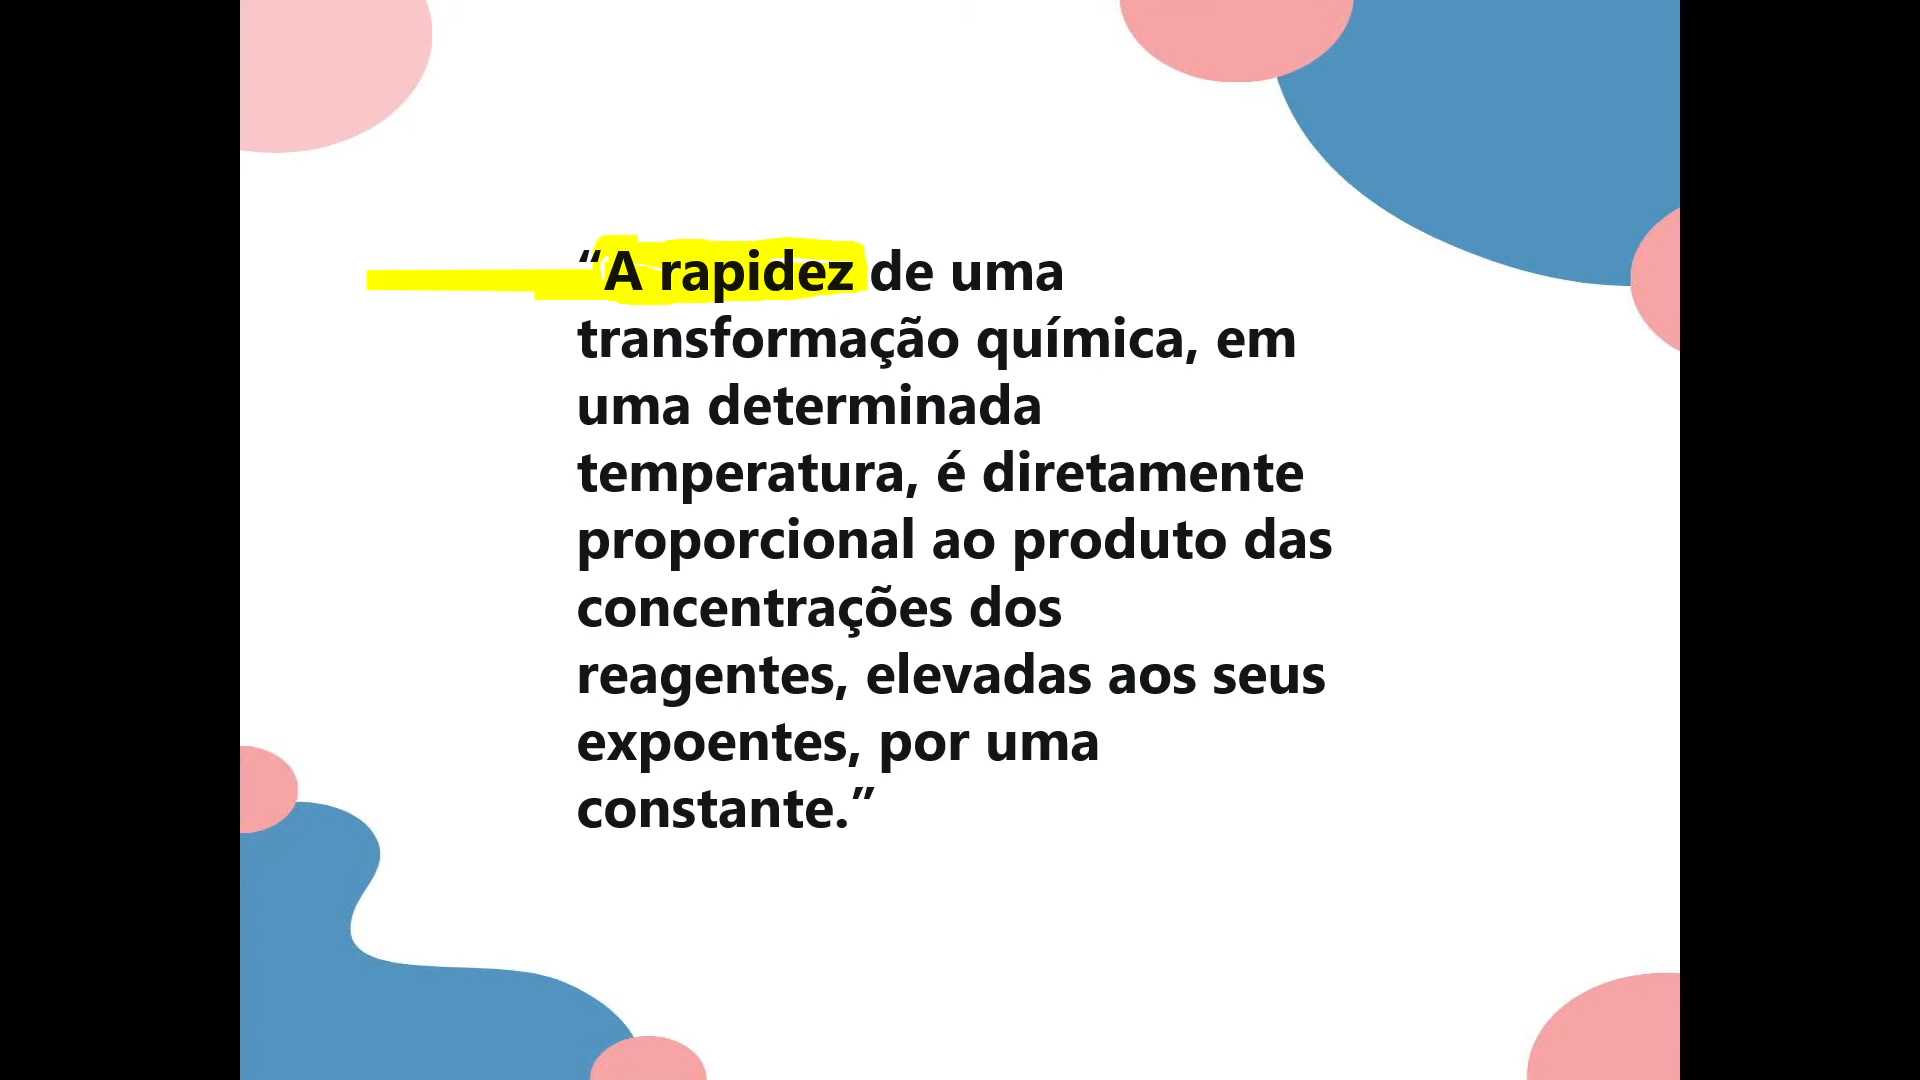 “A rapidez de uma
transformação química, em
uma determinada
temperatura, é diretamente
proporcional ao produto das
concentrações dos
reagentes, elevadas aos seus
expoentes, por uma
constante.”